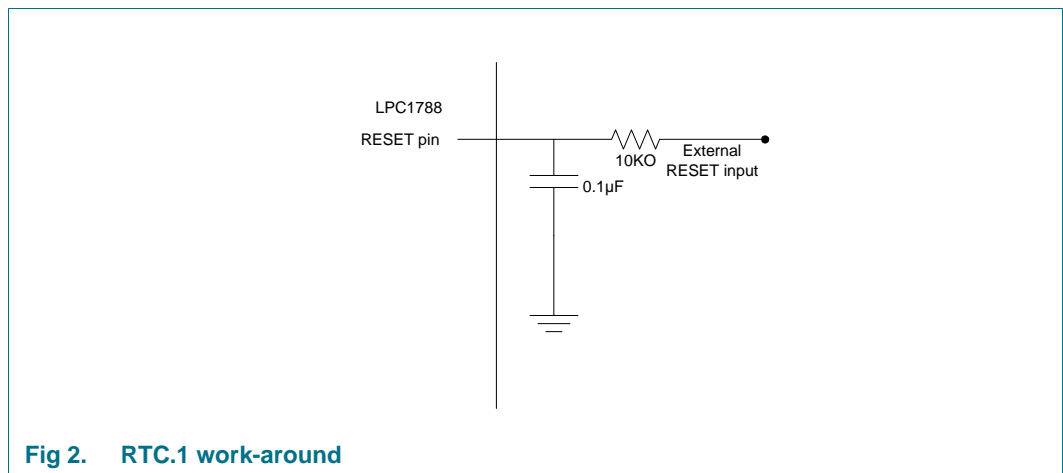 LPC1788
RESET pin
10KO
External
RESET input
0.1µF
Fig 2. RTC.1 work-around